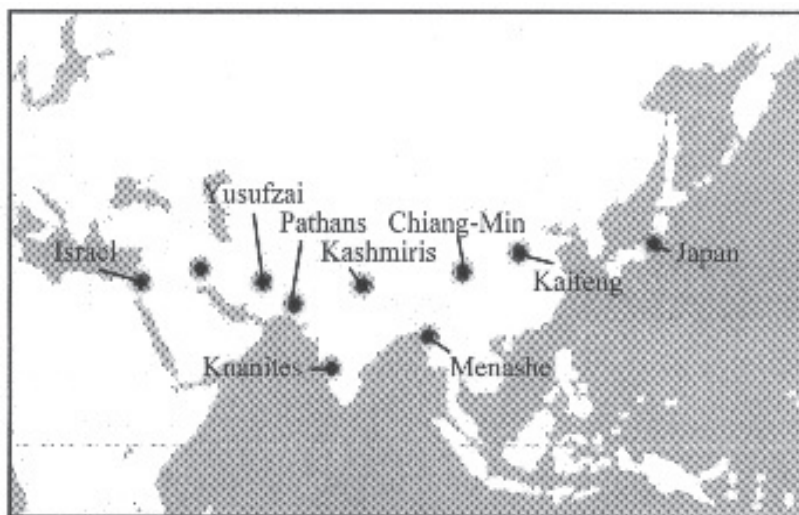 Yusufzai
Pathans Chiang-Min
Kashmiris
Israel Japan
Kaifeng
Knanites Menashe